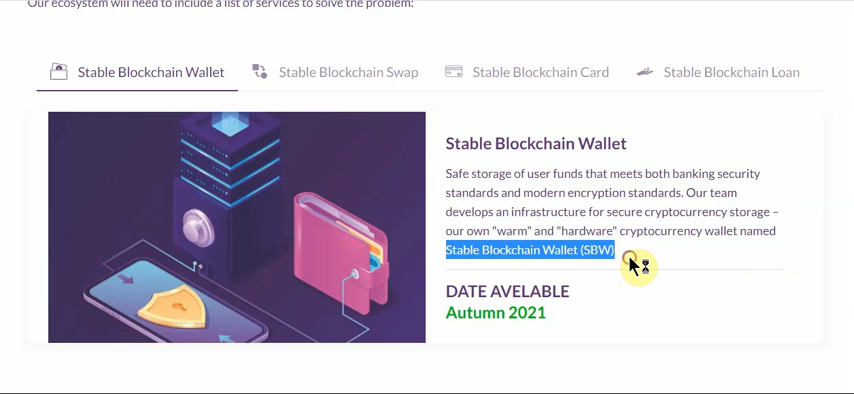 Our ecosystem will need to include a list of services to solve the problem:
Stable Blockchain Wallet
Stable Blockchain Swap
Stable Blockchain Card
Stable Blockchain Loan
Stable Blockchain Wallet
Safe storage of user funds that meets both banking security
standards and modern encryption standards. Our team
develops an infrastructure for secure cryptocurrency storage –
our own "warm" and "hardware" cryptocurrency wallet named
Stable Blockchain Wallet (SBW)
DATE AVELABLE
Autumn 2021